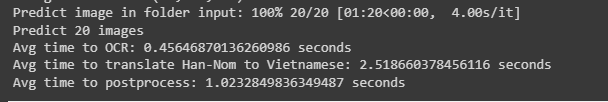 Predict image in folder input: 100% 20/20 [01:20<00:00,  4.00s/it]
Predict 20 images
Avg time to OCR: 0.45646870136260986 seconds
Avg time to translate Han-Nom to Vietnamese: 2.518660378456116 seconds
Avg time to postprocess: 1.0232849836349487 seconds